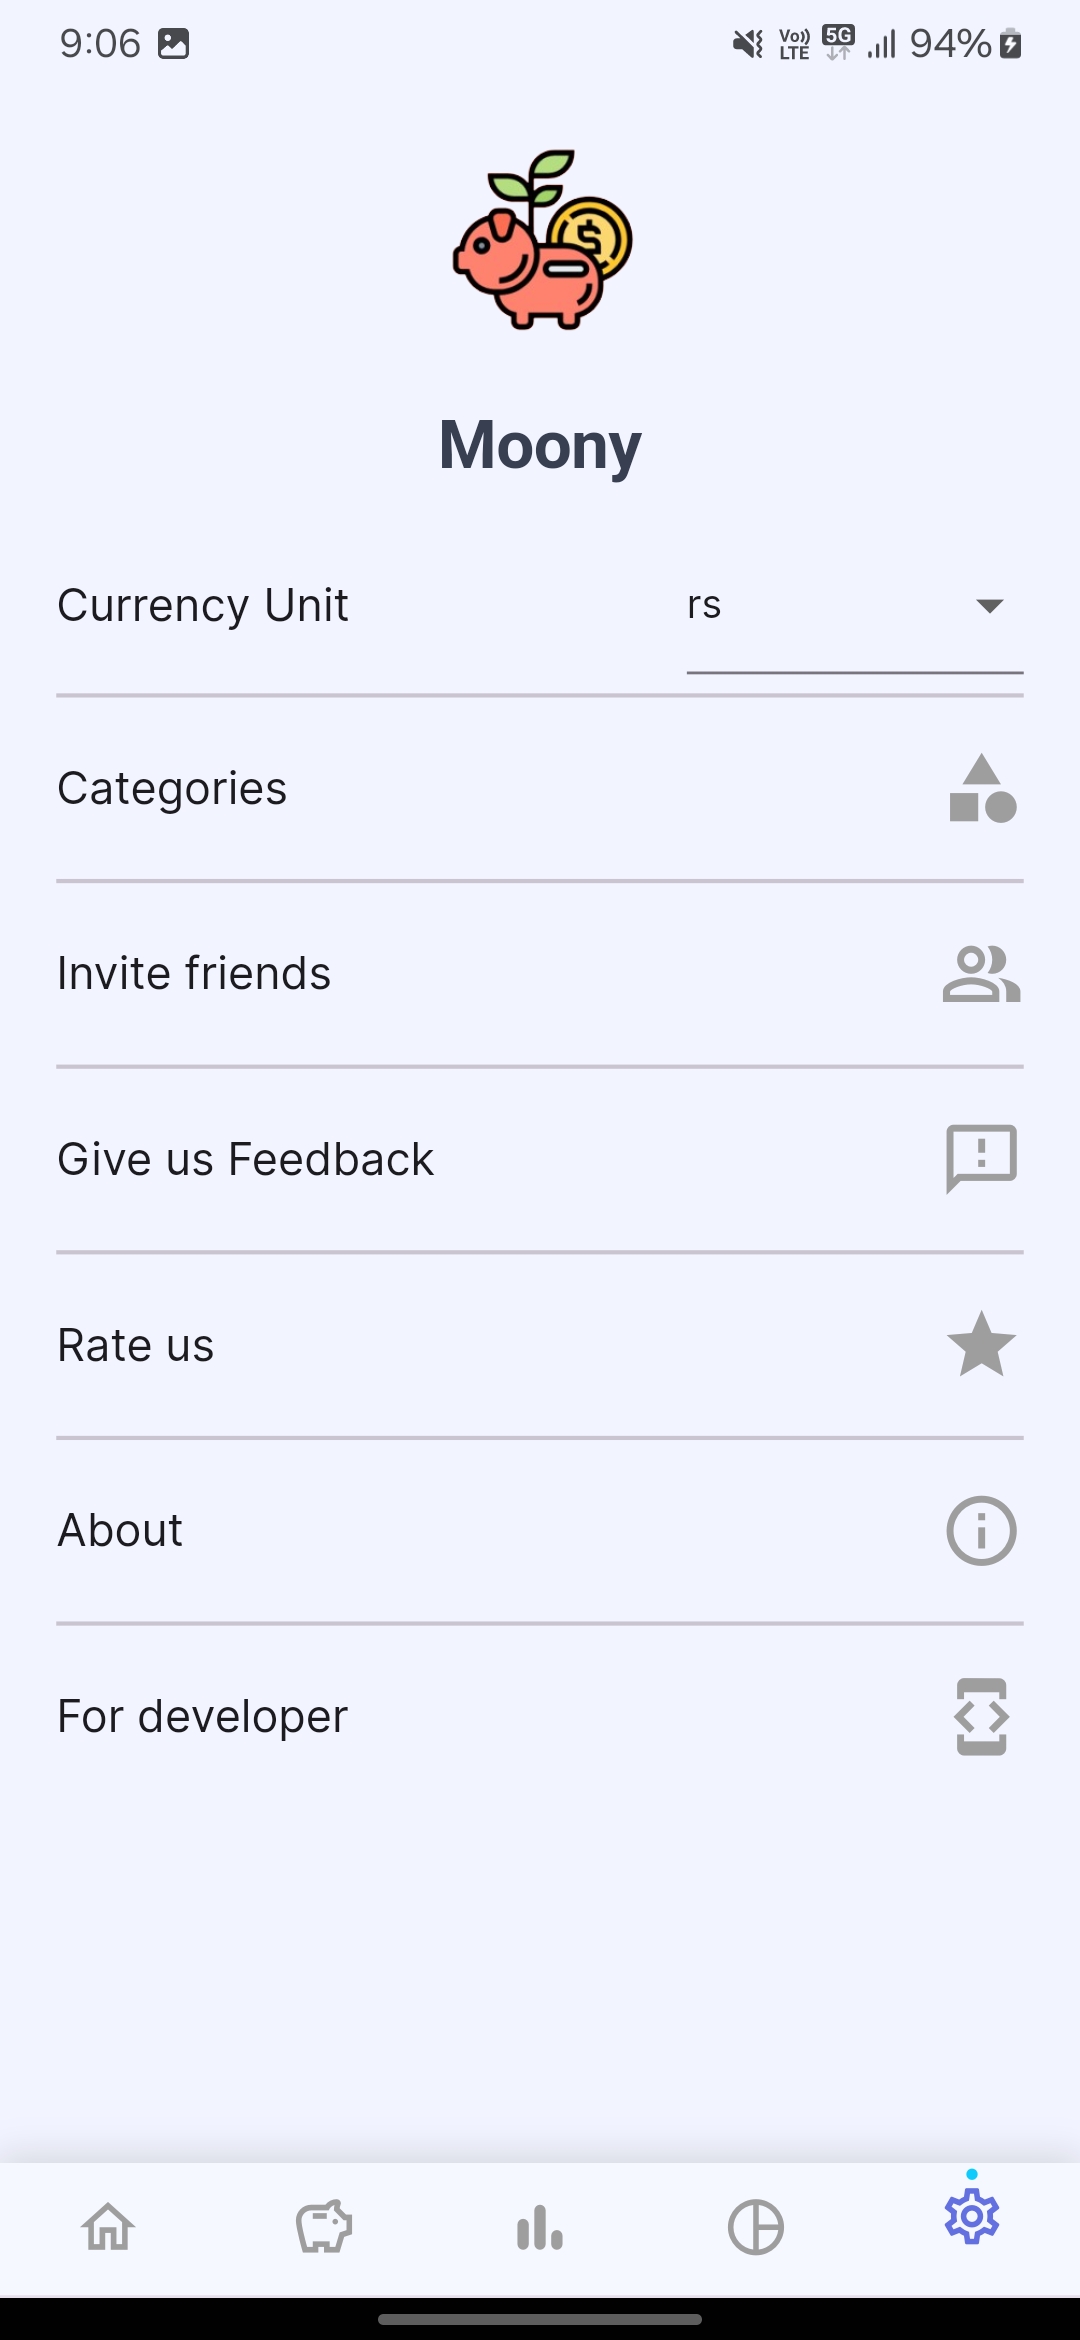 9:06 Vo)) LTE 5G 94%
Moony
Currency Unit rs
Categories
Invite friends
Give us Feedback
Rate us
About
For developer